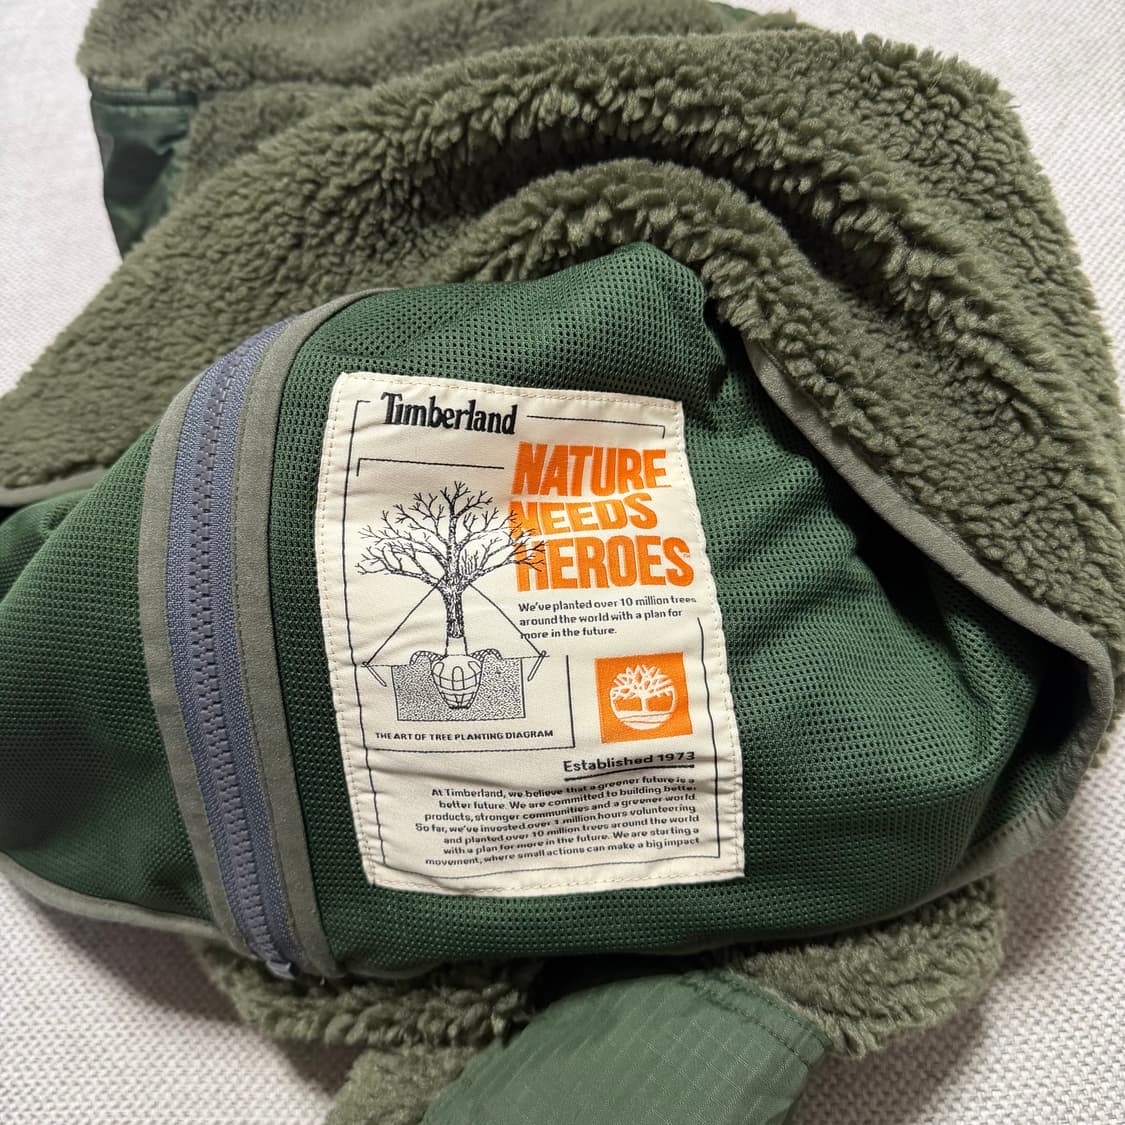 Timberland
NATURE
NEEDS
HEROES
We've planted over 10 million trees
around the world with a plan for
more in the future.
THE ART OF TREE PLANTING DIAGRAM
Established 1973
At Timberland, we believe that a greener future is a
better future. We are committed to building better
products, stronger communities and a greener world.
So far, we've invested over 1 million hours volunteering
and planted over 10 million trees around the world
with a plan for more in the future. We are starting a
movement, where small actions can make a big impact